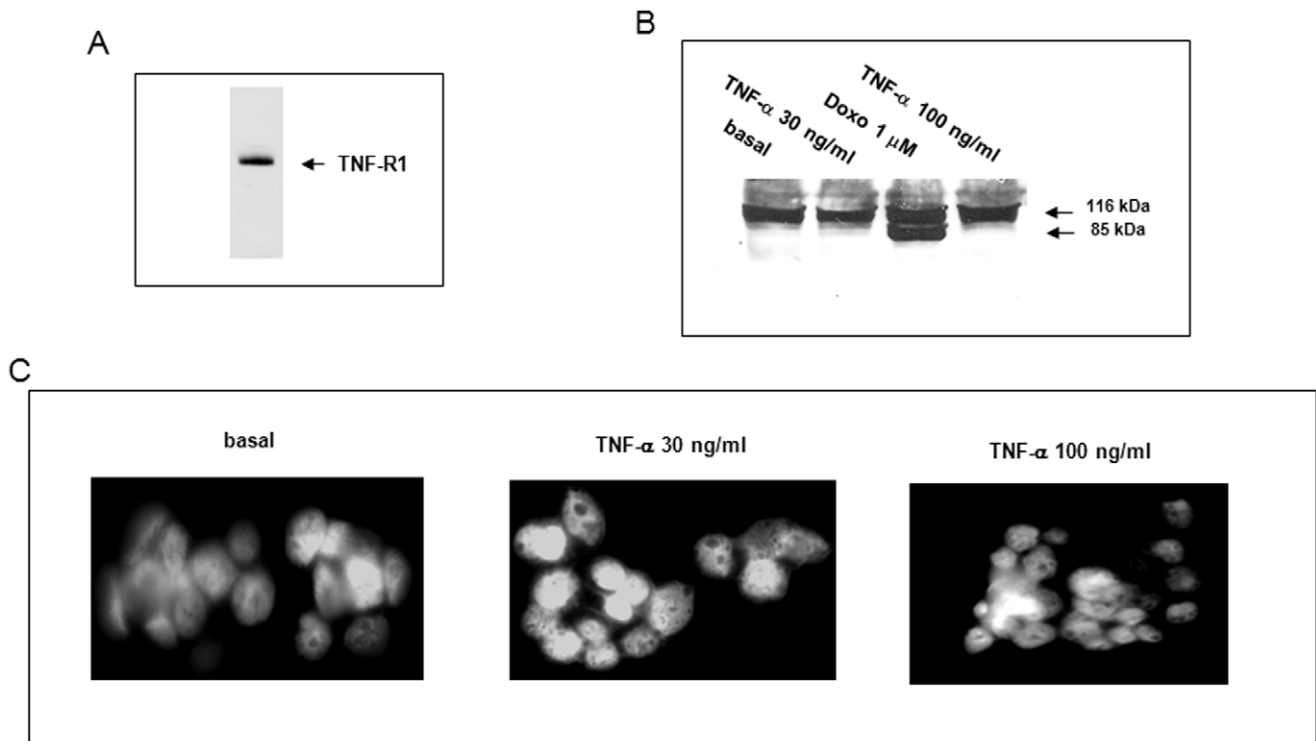 A
TNF-R1
B
basal
TNF-α 30 ng/ml
Doxo 1 μM
TNF-α 100 ng/ml
116 kDa
85 kDa
C
basal
TNF-α 30 ng/ml
TNF-α 100 ng/ml